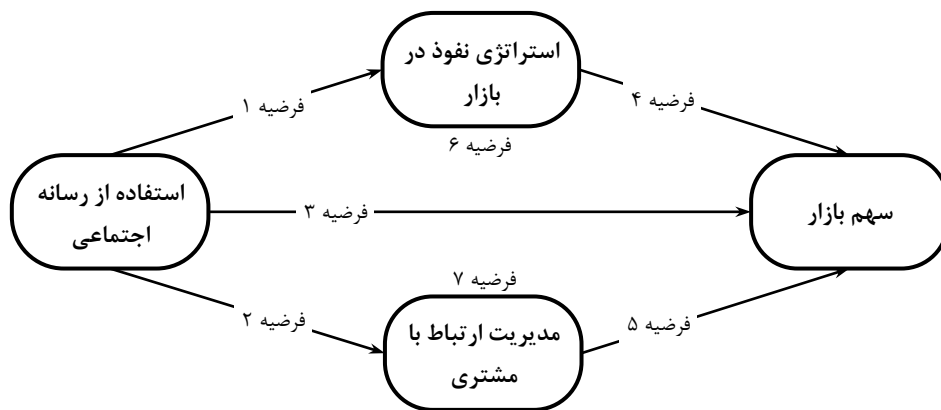 استراتژی نفوذ در
بازار
فرضیه ۱
فرضیه ۴
فرضیه ۶
استفاده از رسانه
اجتماعی
فرضیه ۳
سهم بازار
فرضیه ۷
فرضیه ۲
فرضیه ۵
مدیریت ارتباط با
مشتری